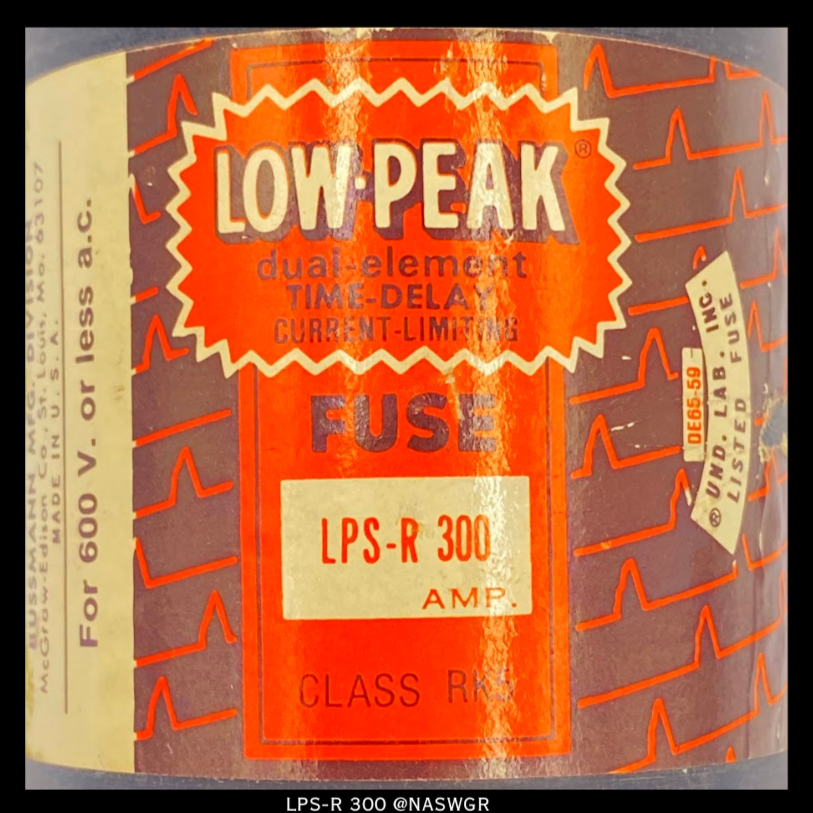 BUSSMANN MFG. DIVISION
McGraw-Edison Co., St. Louis, Mo. 63107
MADE IN U.S.A.
For 600 V. or less a.c.
LOW-PEAK®
dual-element
TIME-DELAY
CURRENT-LIMITING
FUSE
LPS-R 300
AMP.
CLASS RK5
DE65-59
® UND. LAB. INC.
LISTED FUSE
LPS-R 300 @NASWGR